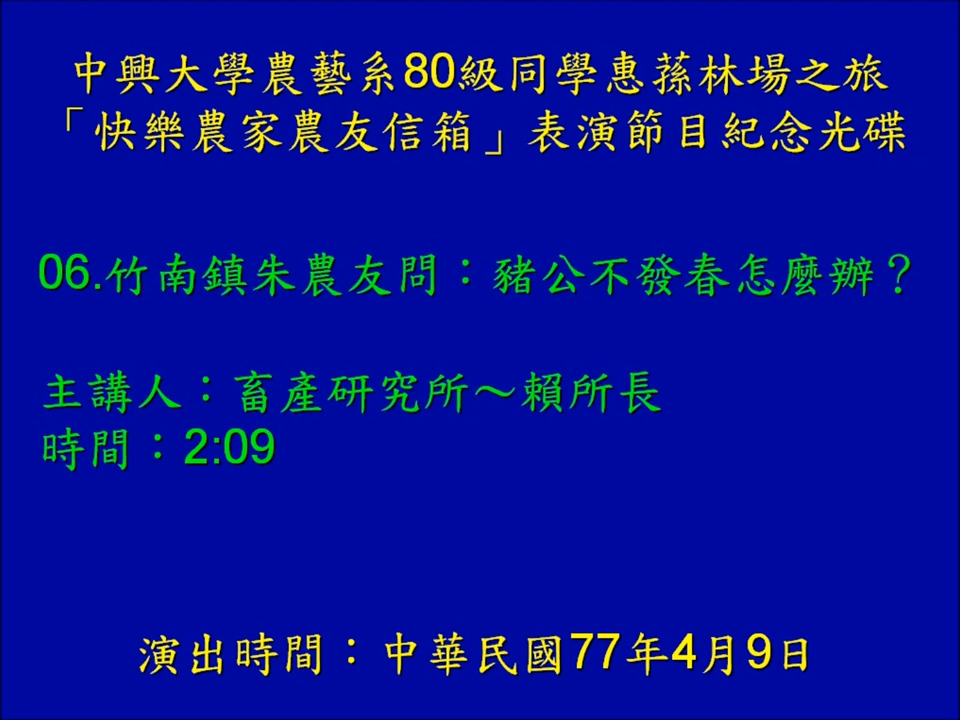 中興大學農藝系80級同學惠蓀林場之旅
「快樂農家農友信箱」表演節目紀念光碟
06.竹南鎮朱農友問：豬公不發春怎麼辦？
主講人：畜產研究所～賴所長
時間：2:09
演出時間：中華民國77年4月9日